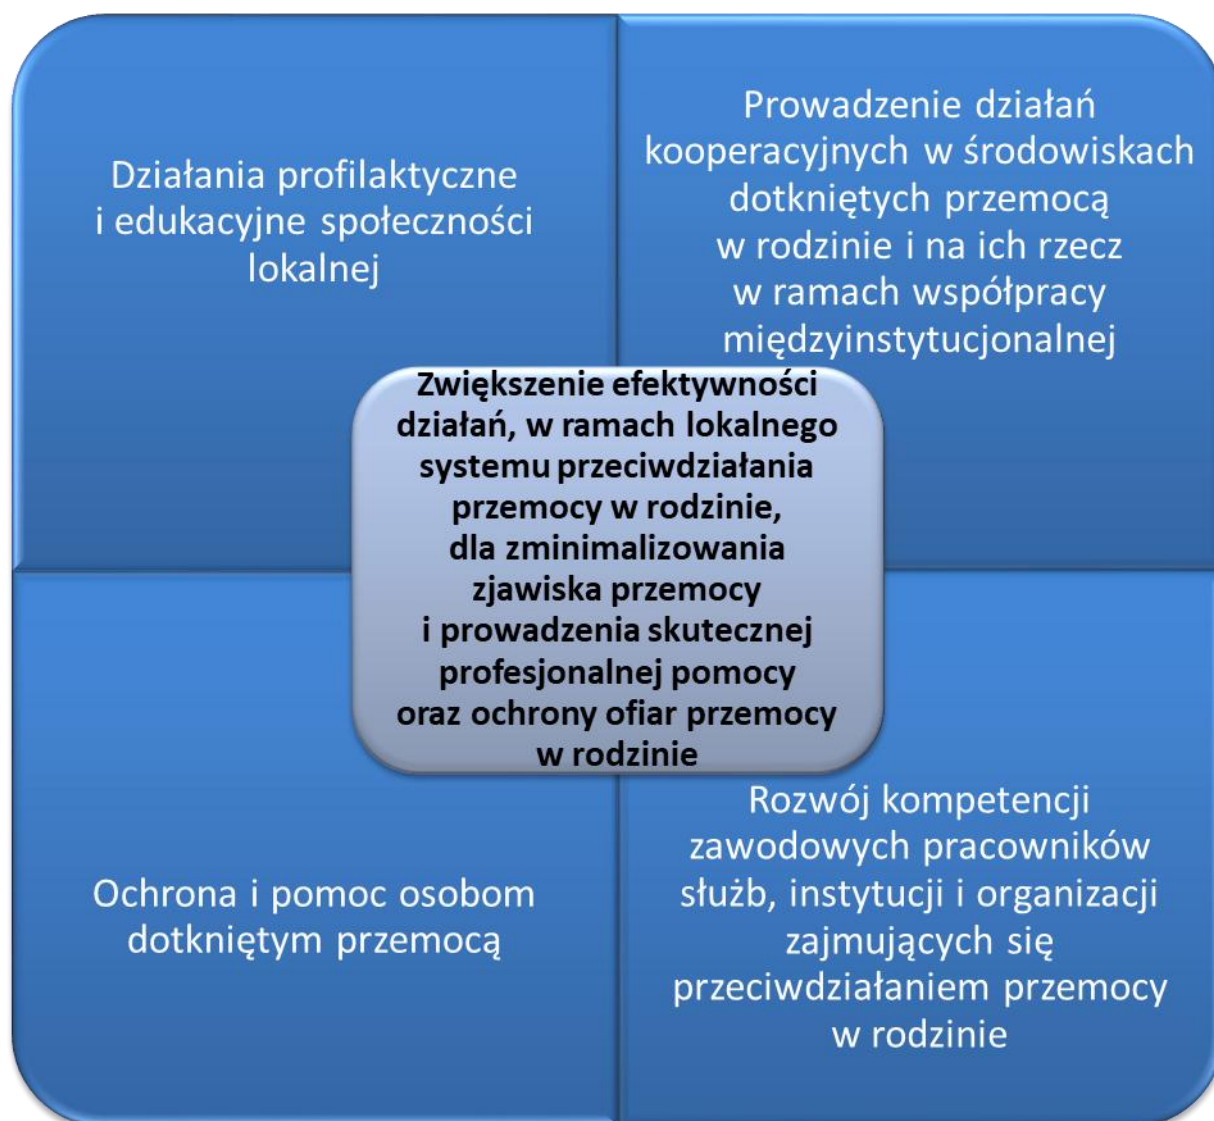 Działania profilaktyczne
i edukacyjne społeczności
lokalnej
Prowadzenie działań
kooperacyjnych w środowiskach
dotkniętych przemocą
w rodzinie i na ich rzecz
w ramach współpracy
międzyinstytucjonalnej
Zwiększenie efektywności
działań, w ramach lokalnego
systemu przeciwdziałania
przemocy w rodzinie,
dla zminimalizowania
zjawiska przemocy
i prowadzenia skutecznej
profesjonalnej pomocy
oraz ochrony ofiar przemocy
w rodzinie
Ochrona i pomoc osobom
dotkniętym przemocą
Rozwój kompetencji
zawodowych pracowników
służb, instytucji i organizacji
zajmujących się
przeciwdziałaniem przemocy
w rodzinie